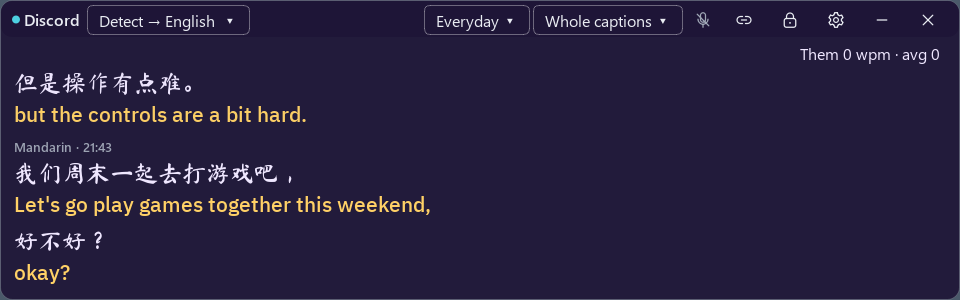 Discord Detect → English ▼ Everyday ▼ Whole captions ▼
Them 0 wpm · avg 0
但是操作有点难。
but the controls are a bit hard.
Mandarin · 21:43
我们周末一起去打游戏吧，
Let's go play games together this weekend,
好不好？
okay?